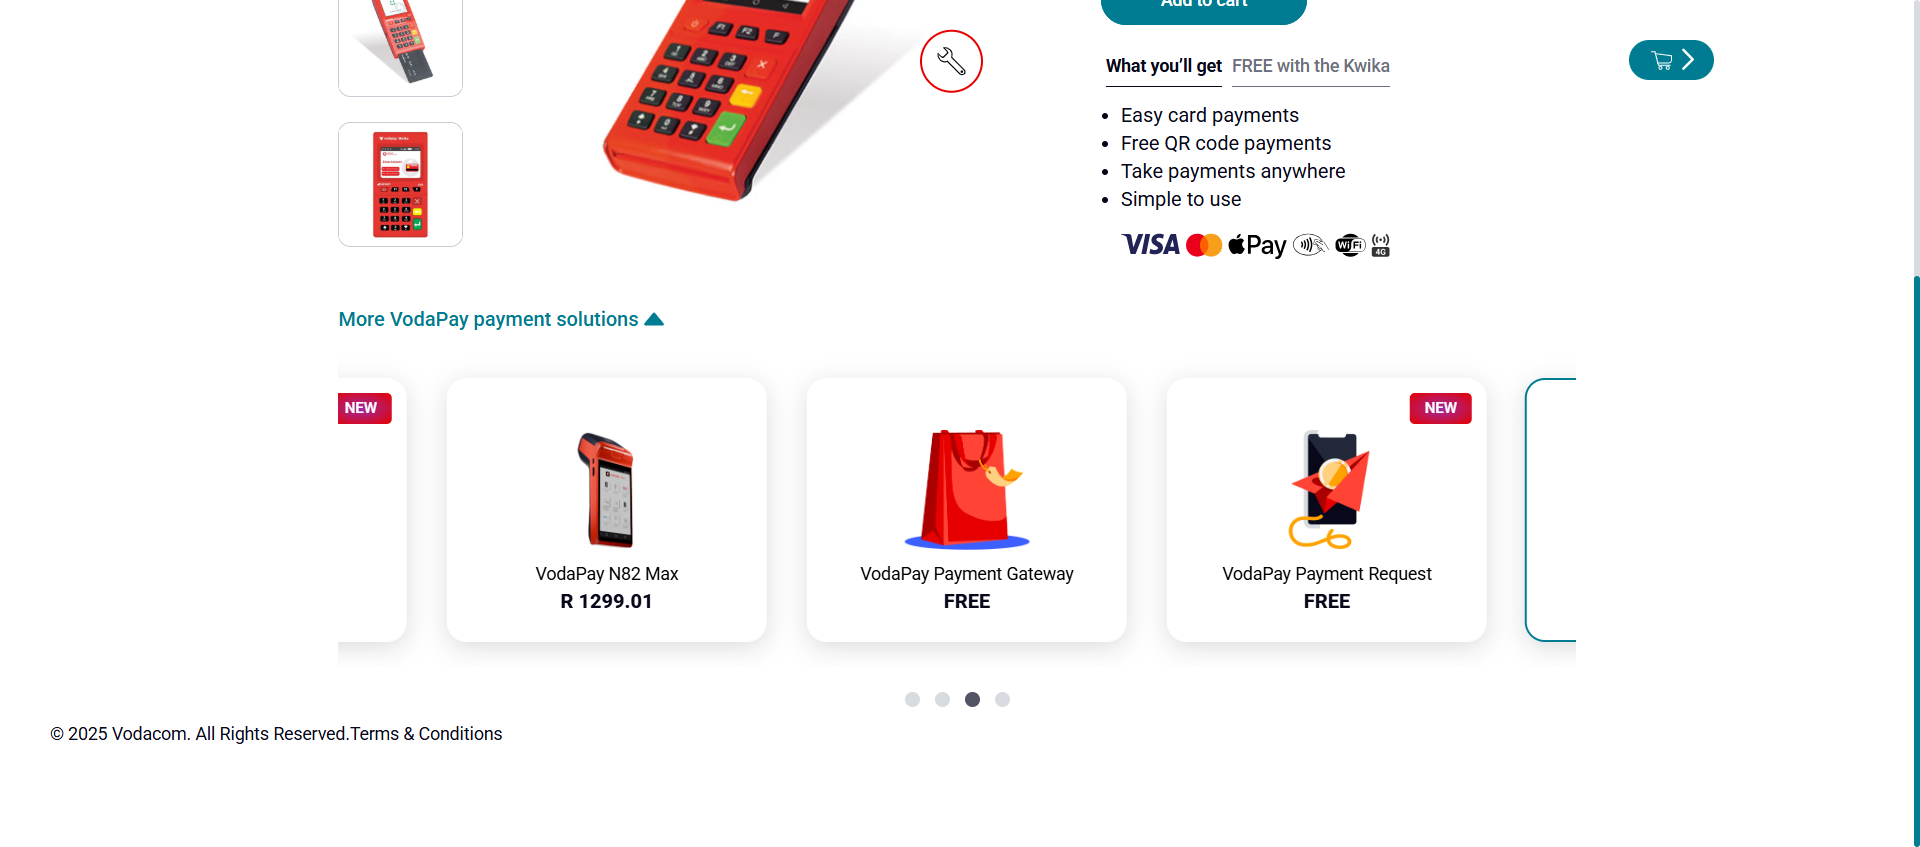 Add to cart
What you’ll get FREE with the Kwika
Easy card payments
Free QR code payments
Take payments anywhere
Simple to use
VISA Pay WiFi 4G
More VodaPay payment solutions
NEW
NEW
VodaPay N82 Max
R 1299.01
VodaPay Payment Gateway
FREE
VodaPay Payment Request
FREE
© 2025 Vodacom. All Rights Reserved.Terms & Conditions